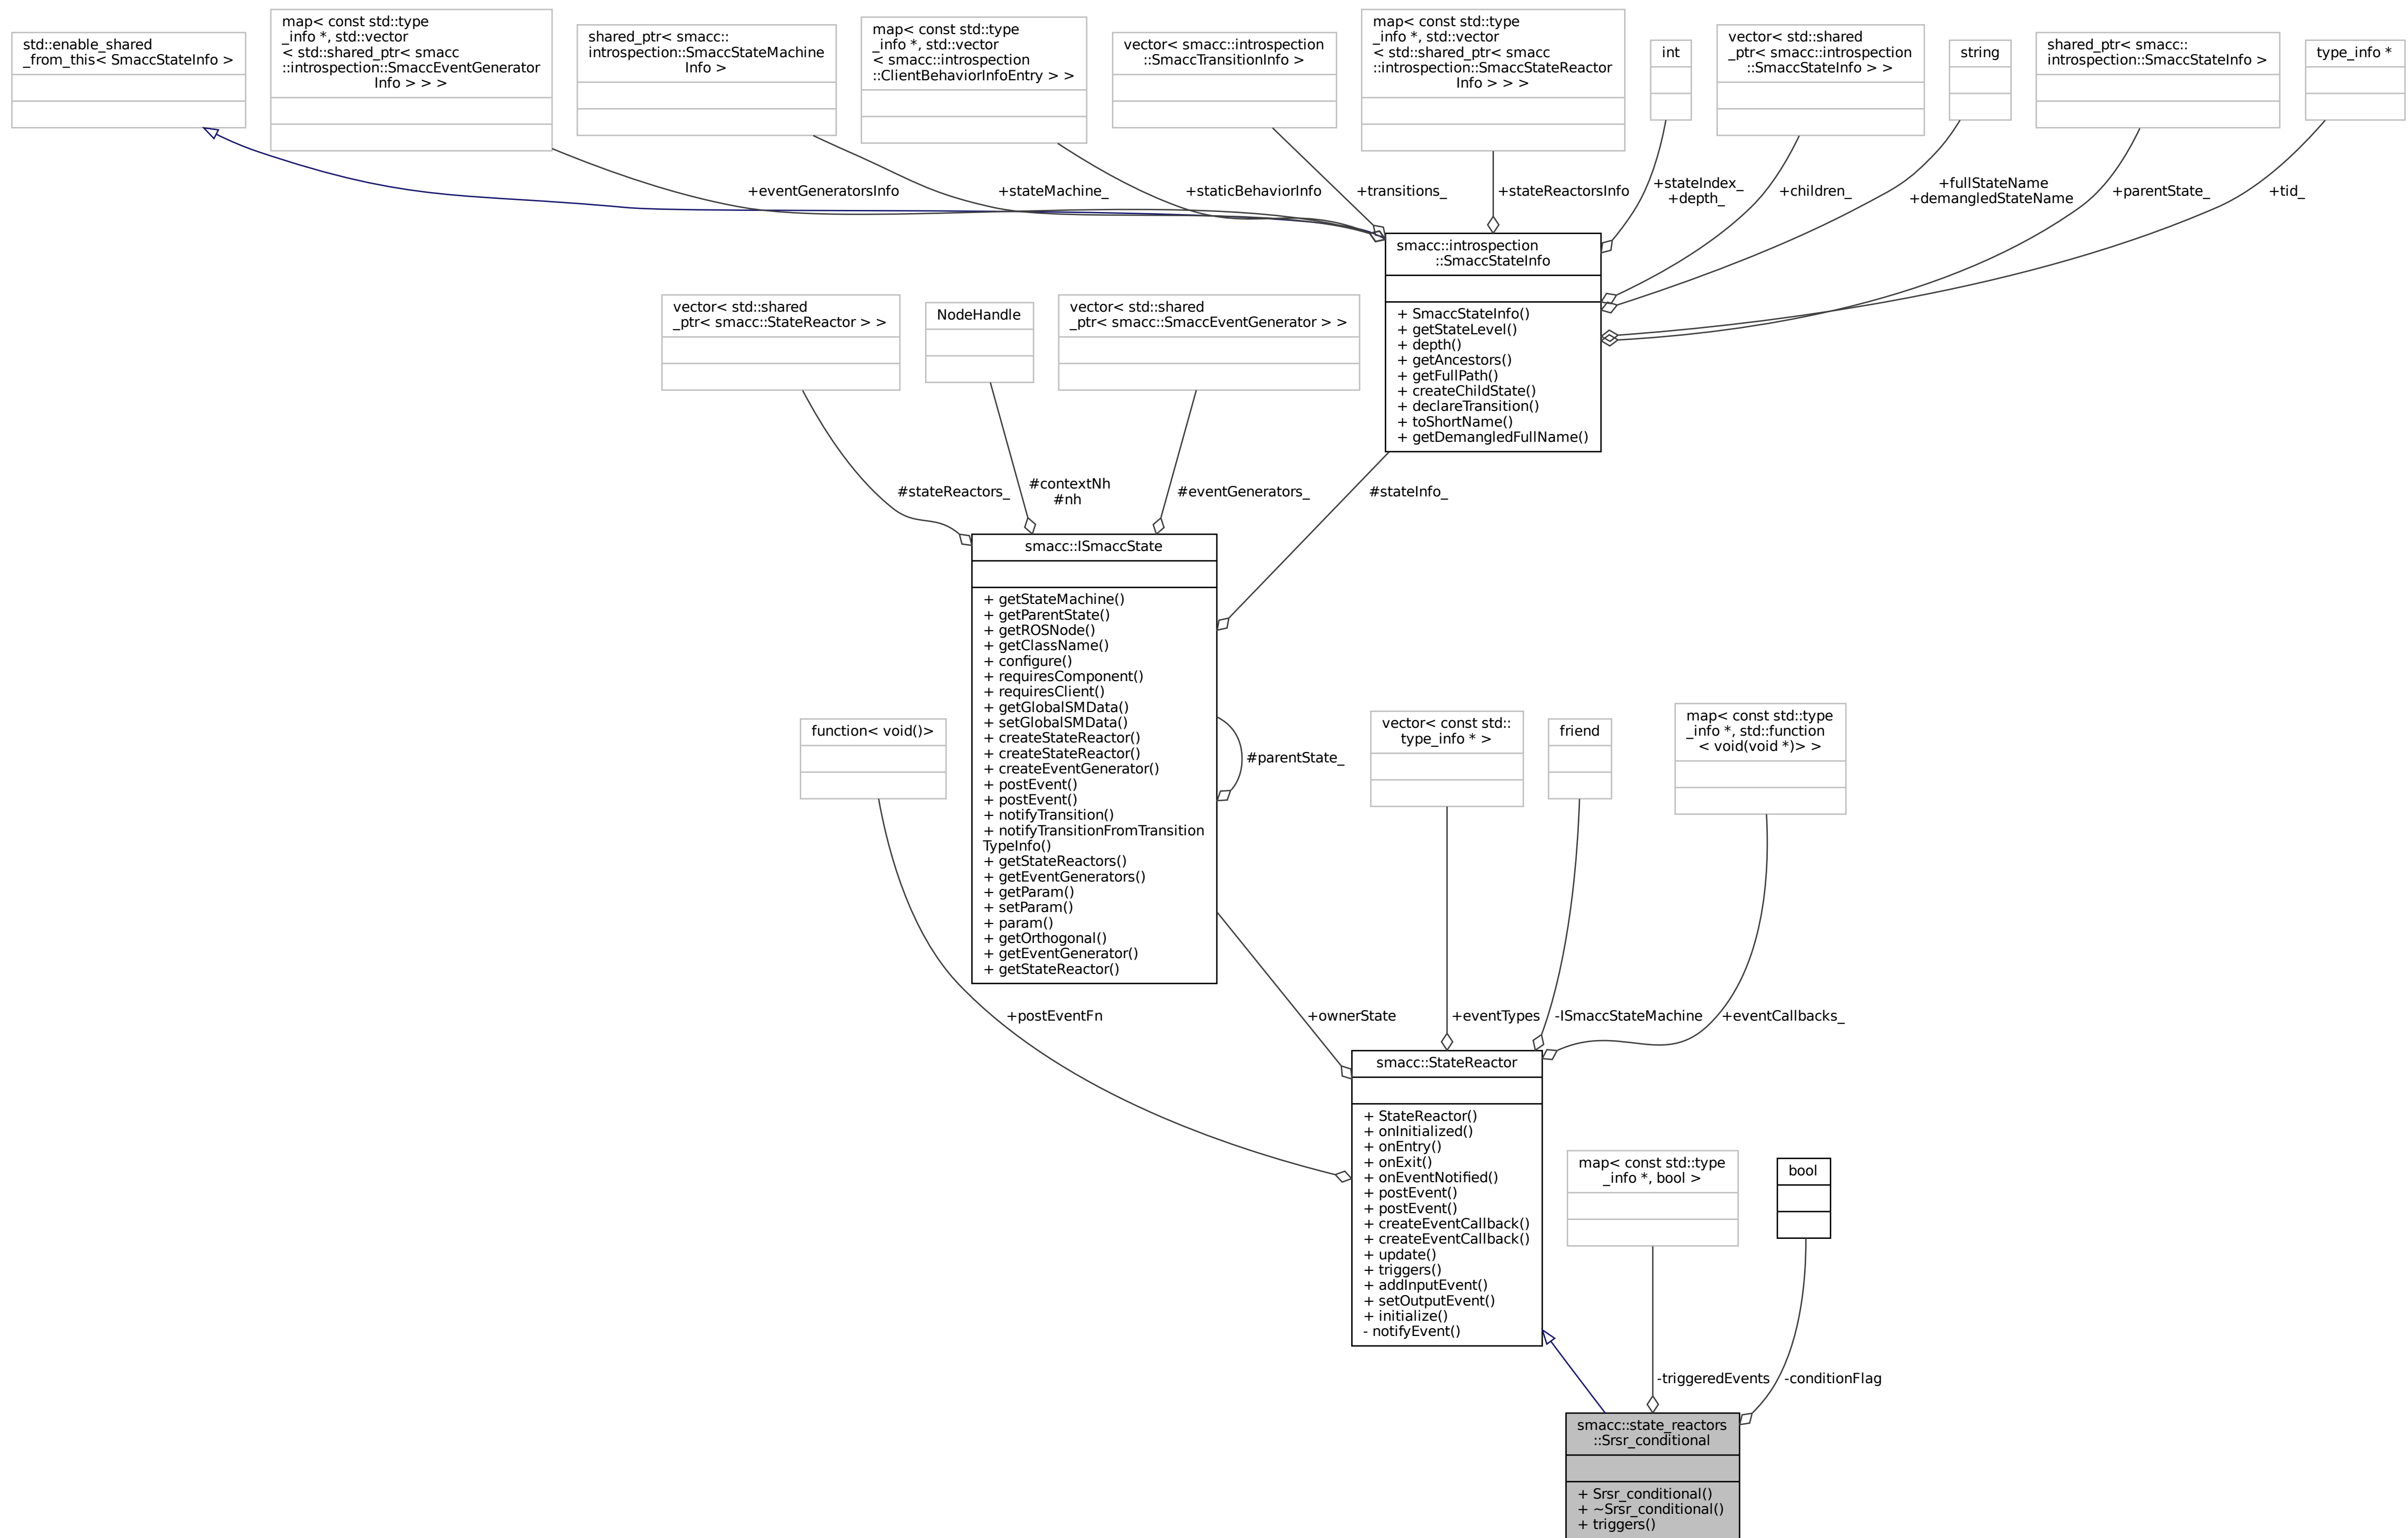 std::enable_shared
_from_this< SmaccStateInfo >
map< const std::type
_info *, std::vector
< std::shared_ptr< smacc
::introspection::SmaccEventGenerator
Info > > >
shared_ptr< smacc::
introspection::SmaccStateMachine
Info >
map< const std::type
_info *, std::vector
< smacc::introspection
::ClientBehaviorInfoEntry > >
vector< smacc::introspection
::SmaccTransitionInfo >
map< const std::type
_info *, std::vector
< std::shared_ptr< smacc
::introspection::SmaccStateReactor
Info > > >
int
vector< std::shared
_ptr< smacc::introspection
::SmaccStateInfo > >
string
shared_ptr< smacc::
introspection::SmaccStateInfo >
type_info *
+eventGeneratorsInfo
+stateMachine_
+staticBehaviorInfo
+transitions_
+stateReactorsInfo
+stateIndex_
+depth_
+children_
+fullStateName
+demangledStateName
+parentState_
+tid_
smacc::introspection
::SmaccStateInfo
+ SmaccStateInfo()
+ getStateLevel()
+ depth()
+ getAncestors()
+ getFullPath()
+ createChildState()
+ declareTransition()
+ toShortName()
+ getDemangledFullName()
vector< std::shared
_ptr< smacc::StateReactor > >
NodeHandle
vector< std::shared
_ptr< smacc::SmaccEventGenerator > >
#stateReactors_
#contextNh
#nh
#eventGenerators_
#stateInfo_
smacc::ISmaccState
+ getStateMachine()
+ getParentState()
+ getROSNode()
+ getClassName()
+ configure()
+ requiresComponent()
+ requiresClient()
+ getGlobalSMData()
+ setGlobalSMData()
+ createStateReactor()
+ createStateReactor()
+ createEventGenerator()
+ postEvent()
+ postEvent()
+ notifyTransition()
+ notifyTransitionFromTransition
TypeInfo()
+ getStateReactors()
+ getEventGenerators()
+ getParam()
+ setParam()
+ param()
+ getOrthogonal()
+ getEventGenerator()
+ getStateReactor()
#parentState_
function< void()>
vector< const std::
type_info * >
friend
map< const std::type
_info *, std::function
< void(void *)> >
+postEventFn
+ownerState
+eventTypes
-ISmaccStateMachine
+eventCallbacks_
smacc::StateReactor
+ StateReactor()
+ onInitialized()
+ onEntry()
+ onExit()
+ onEventNotified()
+ postEvent()
+ postEvent()
+ createEventCallback()
+ createEventCallback()
+ update()
+ triggers()
+ addInputEvent()
+ setOutputEvent()
+ initialize()
- notifyEvent()
map< const std::type
_info *, bool >
bool
-triggeredEvents
-conditionFlag
smacc::state_reactors
::Srsr_conditional
+ Srsr_conditional()
+ ~Srsr_conditional()
+ triggers()